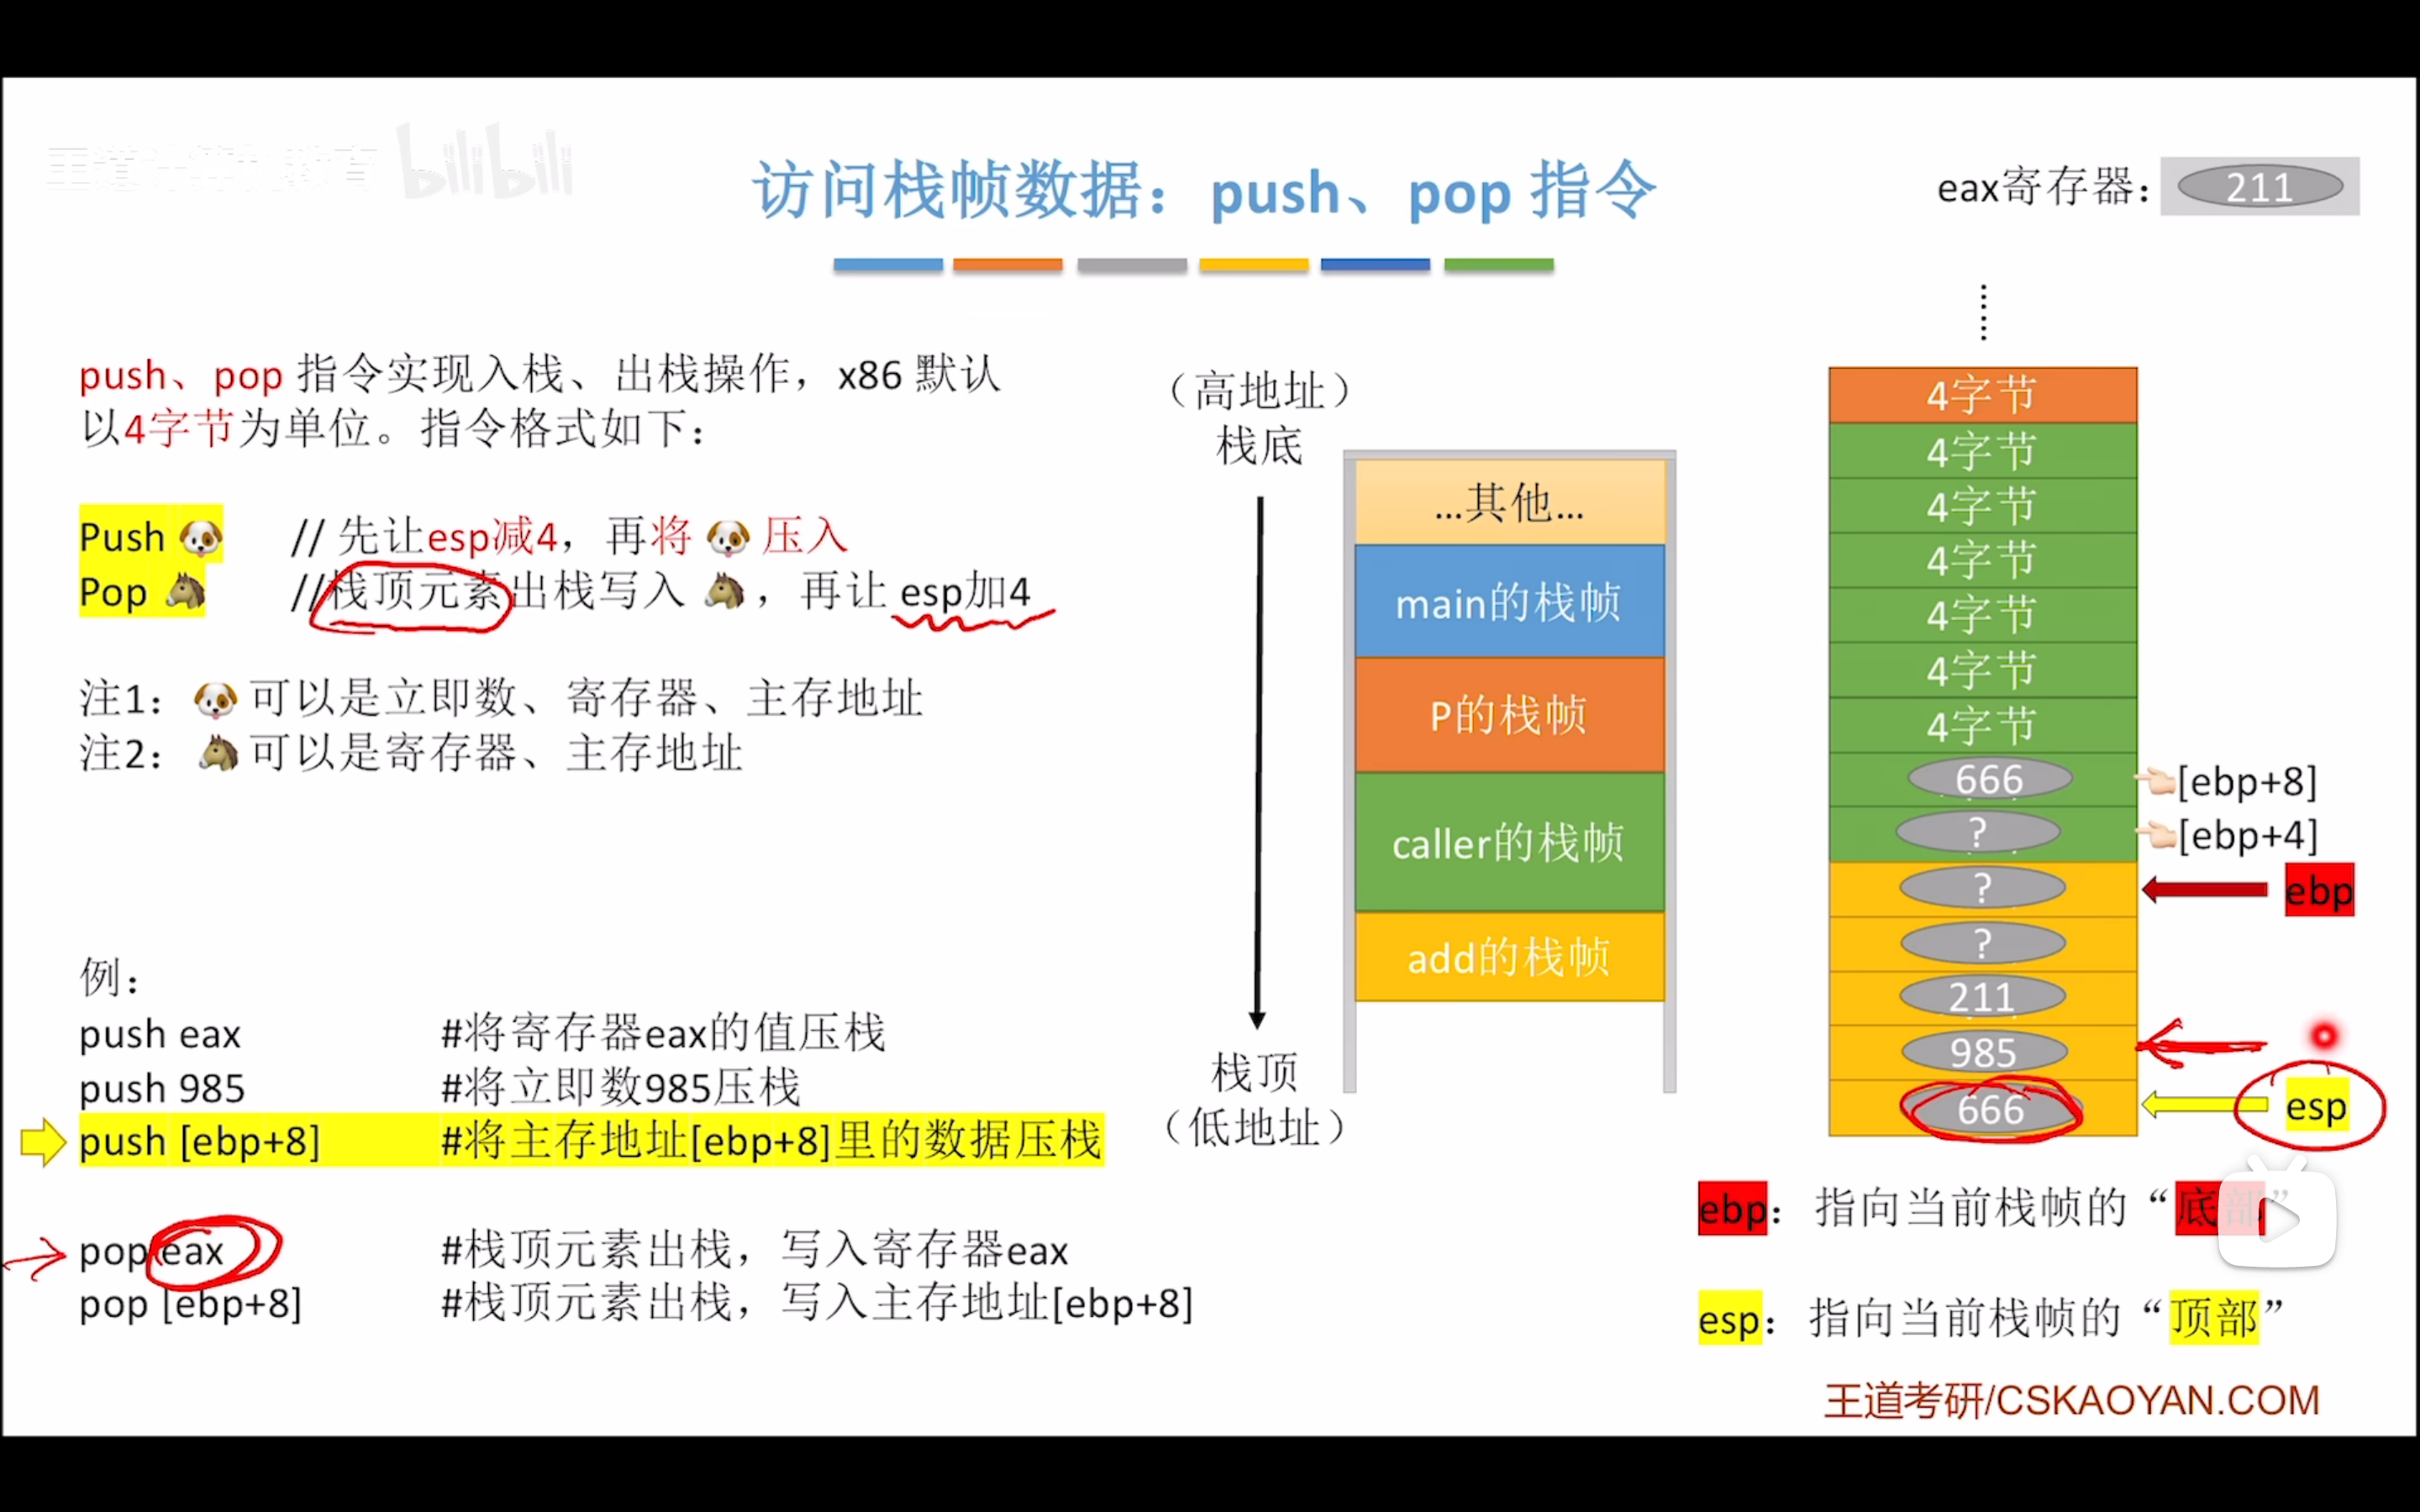 王道计算机教育 bilibili
访问栈帧数据：push、pop 指令
eax寄存器： 211
push、pop 指令实现入栈、出栈操作，x86 默认
以4字节为单位。指令格式如下：
Push 🐶 // 先让esp减4，再将 🐶 压入
Pop 🐴 //栈顶元素出栈写入 🐴 ，再让 esp加4
注1： 🐶 可以是立即数、寄存器、主存地址
注2： 🐴 可以是寄存器、主存地址
例：
push eax #将寄存器eax的值压栈
push 985 #将立即数985压栈
push [ebp+8] #将主存地址[ebp+8]里的数据压栈
pop eax #栈顶元素出栈，写入寄存器eax
pop [ebp+8] #栈顶元素出栈，写入主存地址[ebp+8]
（高地址）
栈底
...其他...
main的栈帧
P的栈帧
caller的栈帧
add的栈帧
栈顶
（低地址）
......
4字节
4字节
4字节
4字节
4字节
4字节
4字节
666 [ebp+8]
? [ebp+4]
? ebp
?
211
985
666 esp
ebp：指向当前栈帧的“底部”
esp：指向当前栈帧的“顶部”
王道考研/CSKAOYAN.COM